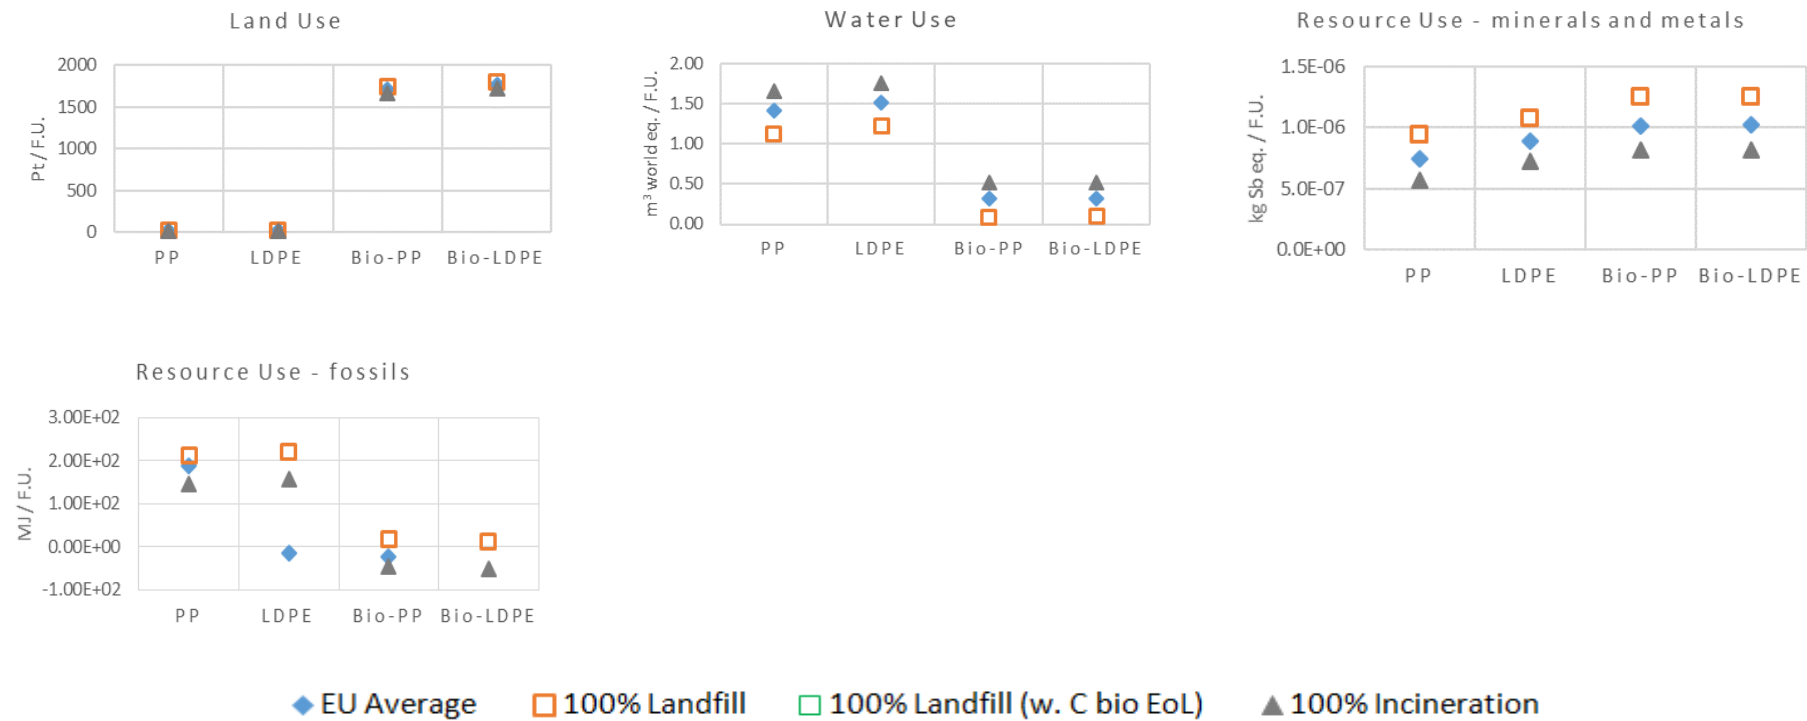 Land Use
Pt / F.U.
2000
1500
1000
500
0
PP LDPE Bio-PP Bio-LDPE
Water Use
m³ world eq. / F.U.
2.00
1.50
1.00
0.50
0.00
PP LDPE Bio-PP Bio-LDPE
Resource Use - minerals and metals
kg Sb eq. / F.U.
1.5E-06
1.0E-06
5.0E-07
0.0E+00
PP LDPE Bio-PP Bio-LDPE
Resource Use - fossils
MJ / F.U.
3.00E+02
2.00E+02
1.00E+02
0.00E+00
-1.00E+02
PP LDPE Bio-PP Bio-LDPE
EU Average 100% Landfill 100% Landfill (w. C bio EoL) 100% Incineration